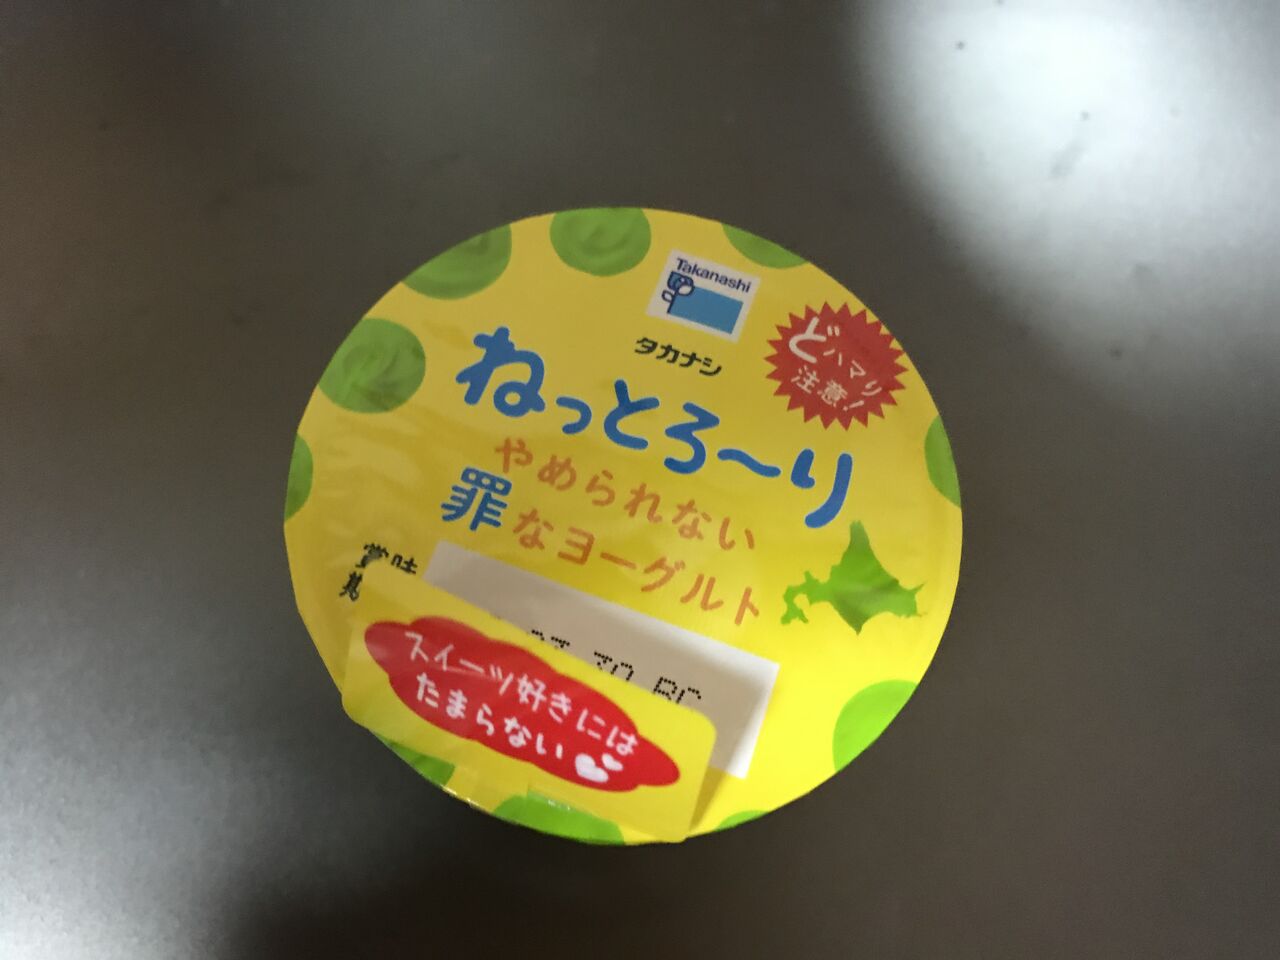 Takanashi
タカナシ
どハマり
注意!
ねっとろ〜り
やめられない
罪なヨーグルト
賞味
30
スイーツ好きには
たまらない